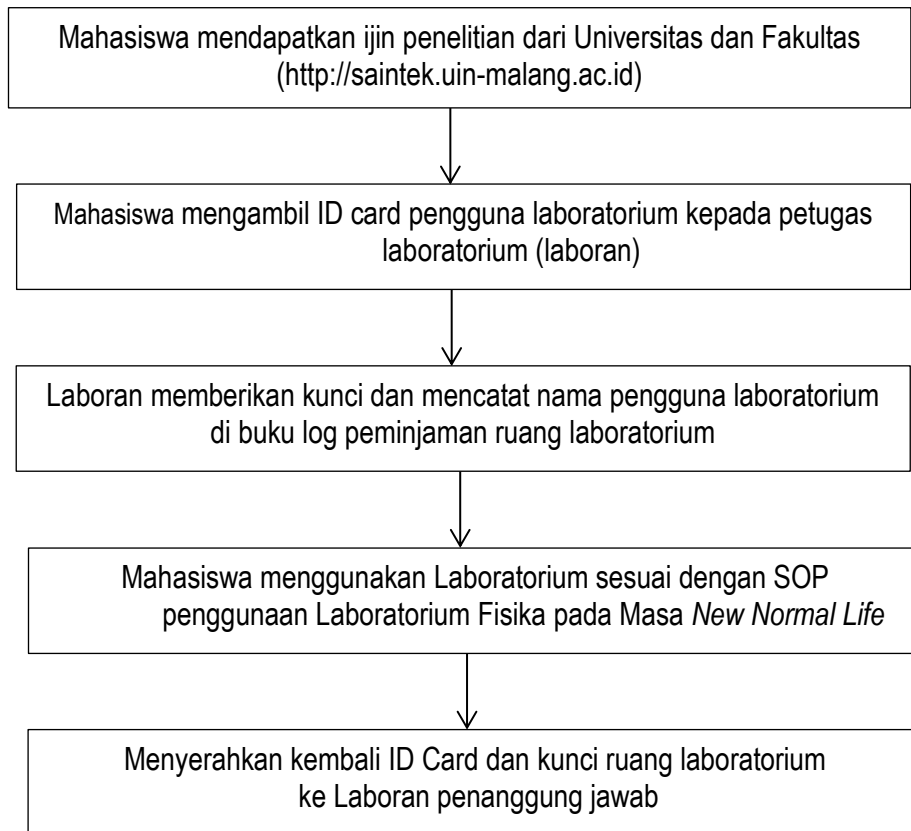 Mahasiswa mendapatkan ijin penelitian dari Universitas dan Fakultas
(http://saintek.uin-malang.ac.id)
Mahasiswa mengambil ID card pengguna laboratorium kepada petugas
laboratorium (laboran)
Laboran memberikan kunci dan mencatat nama pengguna laboratorium
di buku log peminjaman ruang laboratorium
Mahasiswa menggunakan Laboratorium sesuai dengan SOP
penggunaan Laboratorium Fisika pada Masa New Normal Life
Menyerahkan kembali ID Card dan kunci ruang laboratorium
ke Laboran penanggung jawab